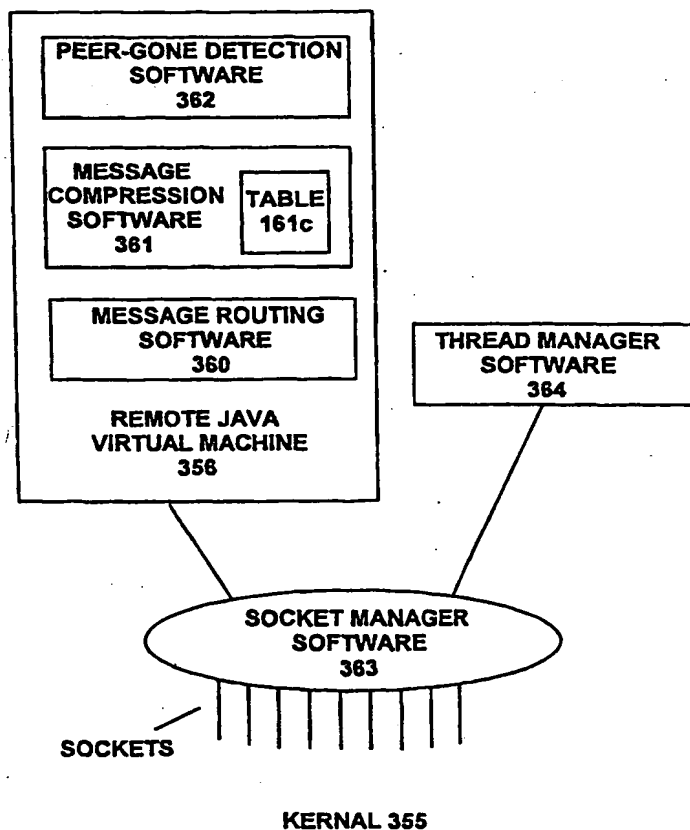 PEER-GONE DETECTION
SOFTWARE
362
MESSAGE
COMPRESSION
SOFTWARE
361
TABLE
161c
MESSAGE ROUTING
SOFTWARE
360
REMOTE JAVA
VIRTUAL MACHINE
356
THREAD MANAGER
SOFTWARE
364
SOCKET MANAGER
SOFTWARE
363
SOCKETS
KERNAL 355